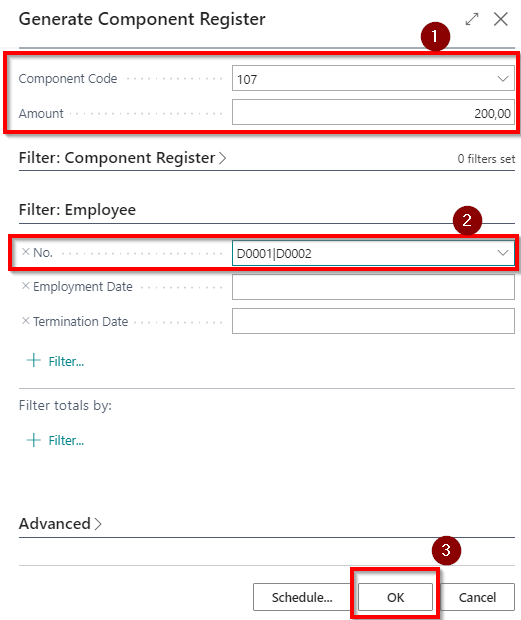 Generate Component Register
1
Component Code 107
Amount 200,00
Filter: Component Register > 0 filters set
Filter: Employee
2
× No. D0001|D0002
× Employment Date
× Termination Date
+ Filter...
Filter totals by:
+ Filter...
Advanced >
3
Schedule... OK Cancel